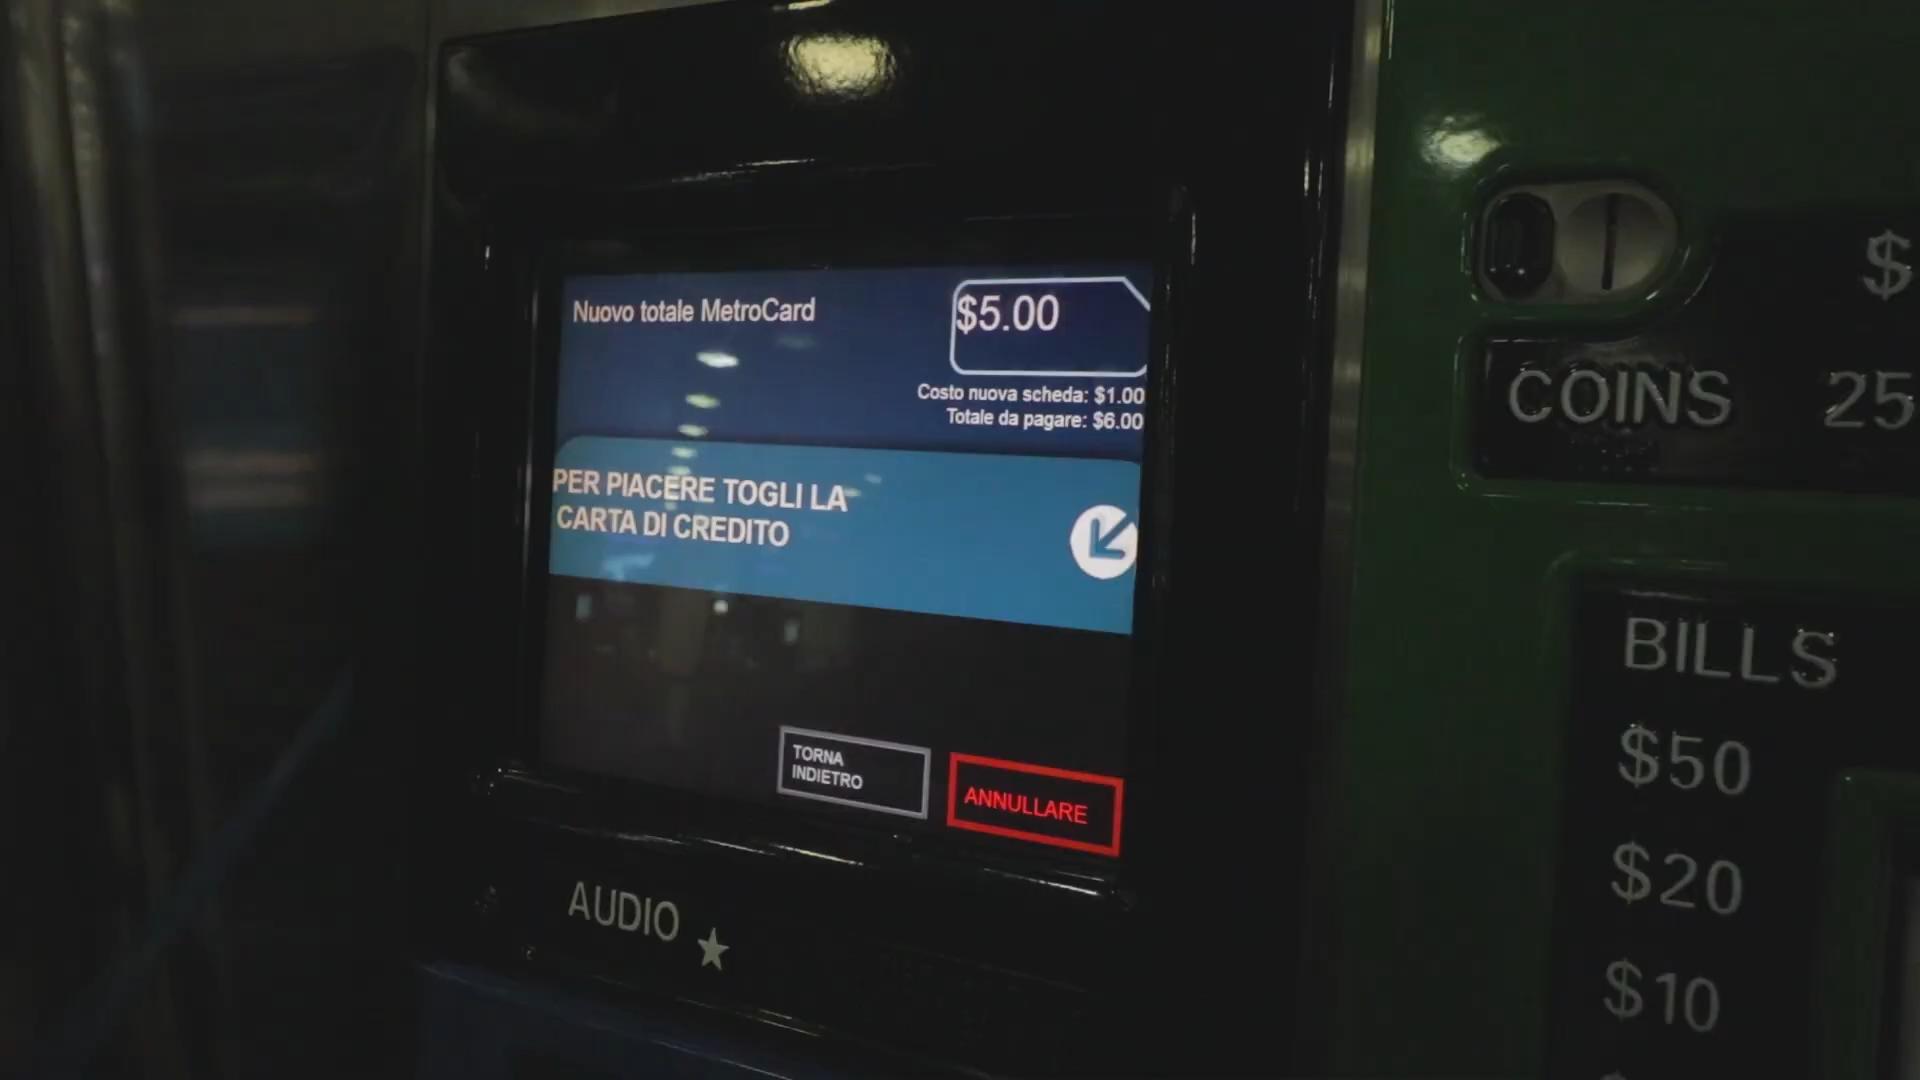 Nuovo totale MetroCard
$5.00
Costo nuova scheda: $1.00
Totale da pagare: $6.00
PER PIACERE TOGLI LA
CARTA DI CREDITO
TORNA
INDIETRO
ANNULLARE
AUDIO
$
COINS 25
BILLS
$50
$20
$10